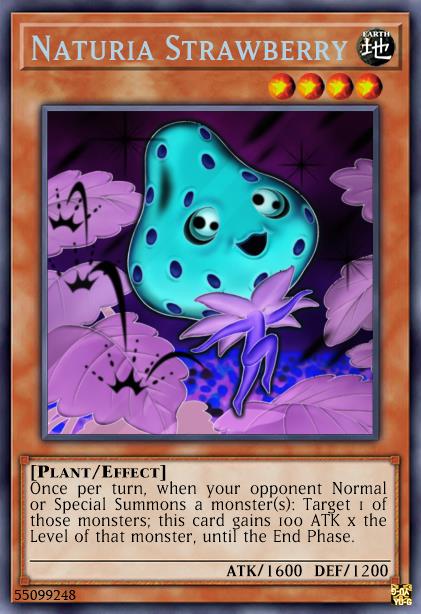 NATURIA STRAWBERRY
EARTH
地
[PLANT/EFFECT]
Once per turn, when your opponent Normal
or Special Summons a monster(s): Target 1 of
those monsters; this card gains 100 ATK x the
Level of that monster, until the End Phase.
ATK/1600 DEF/1200
55099248